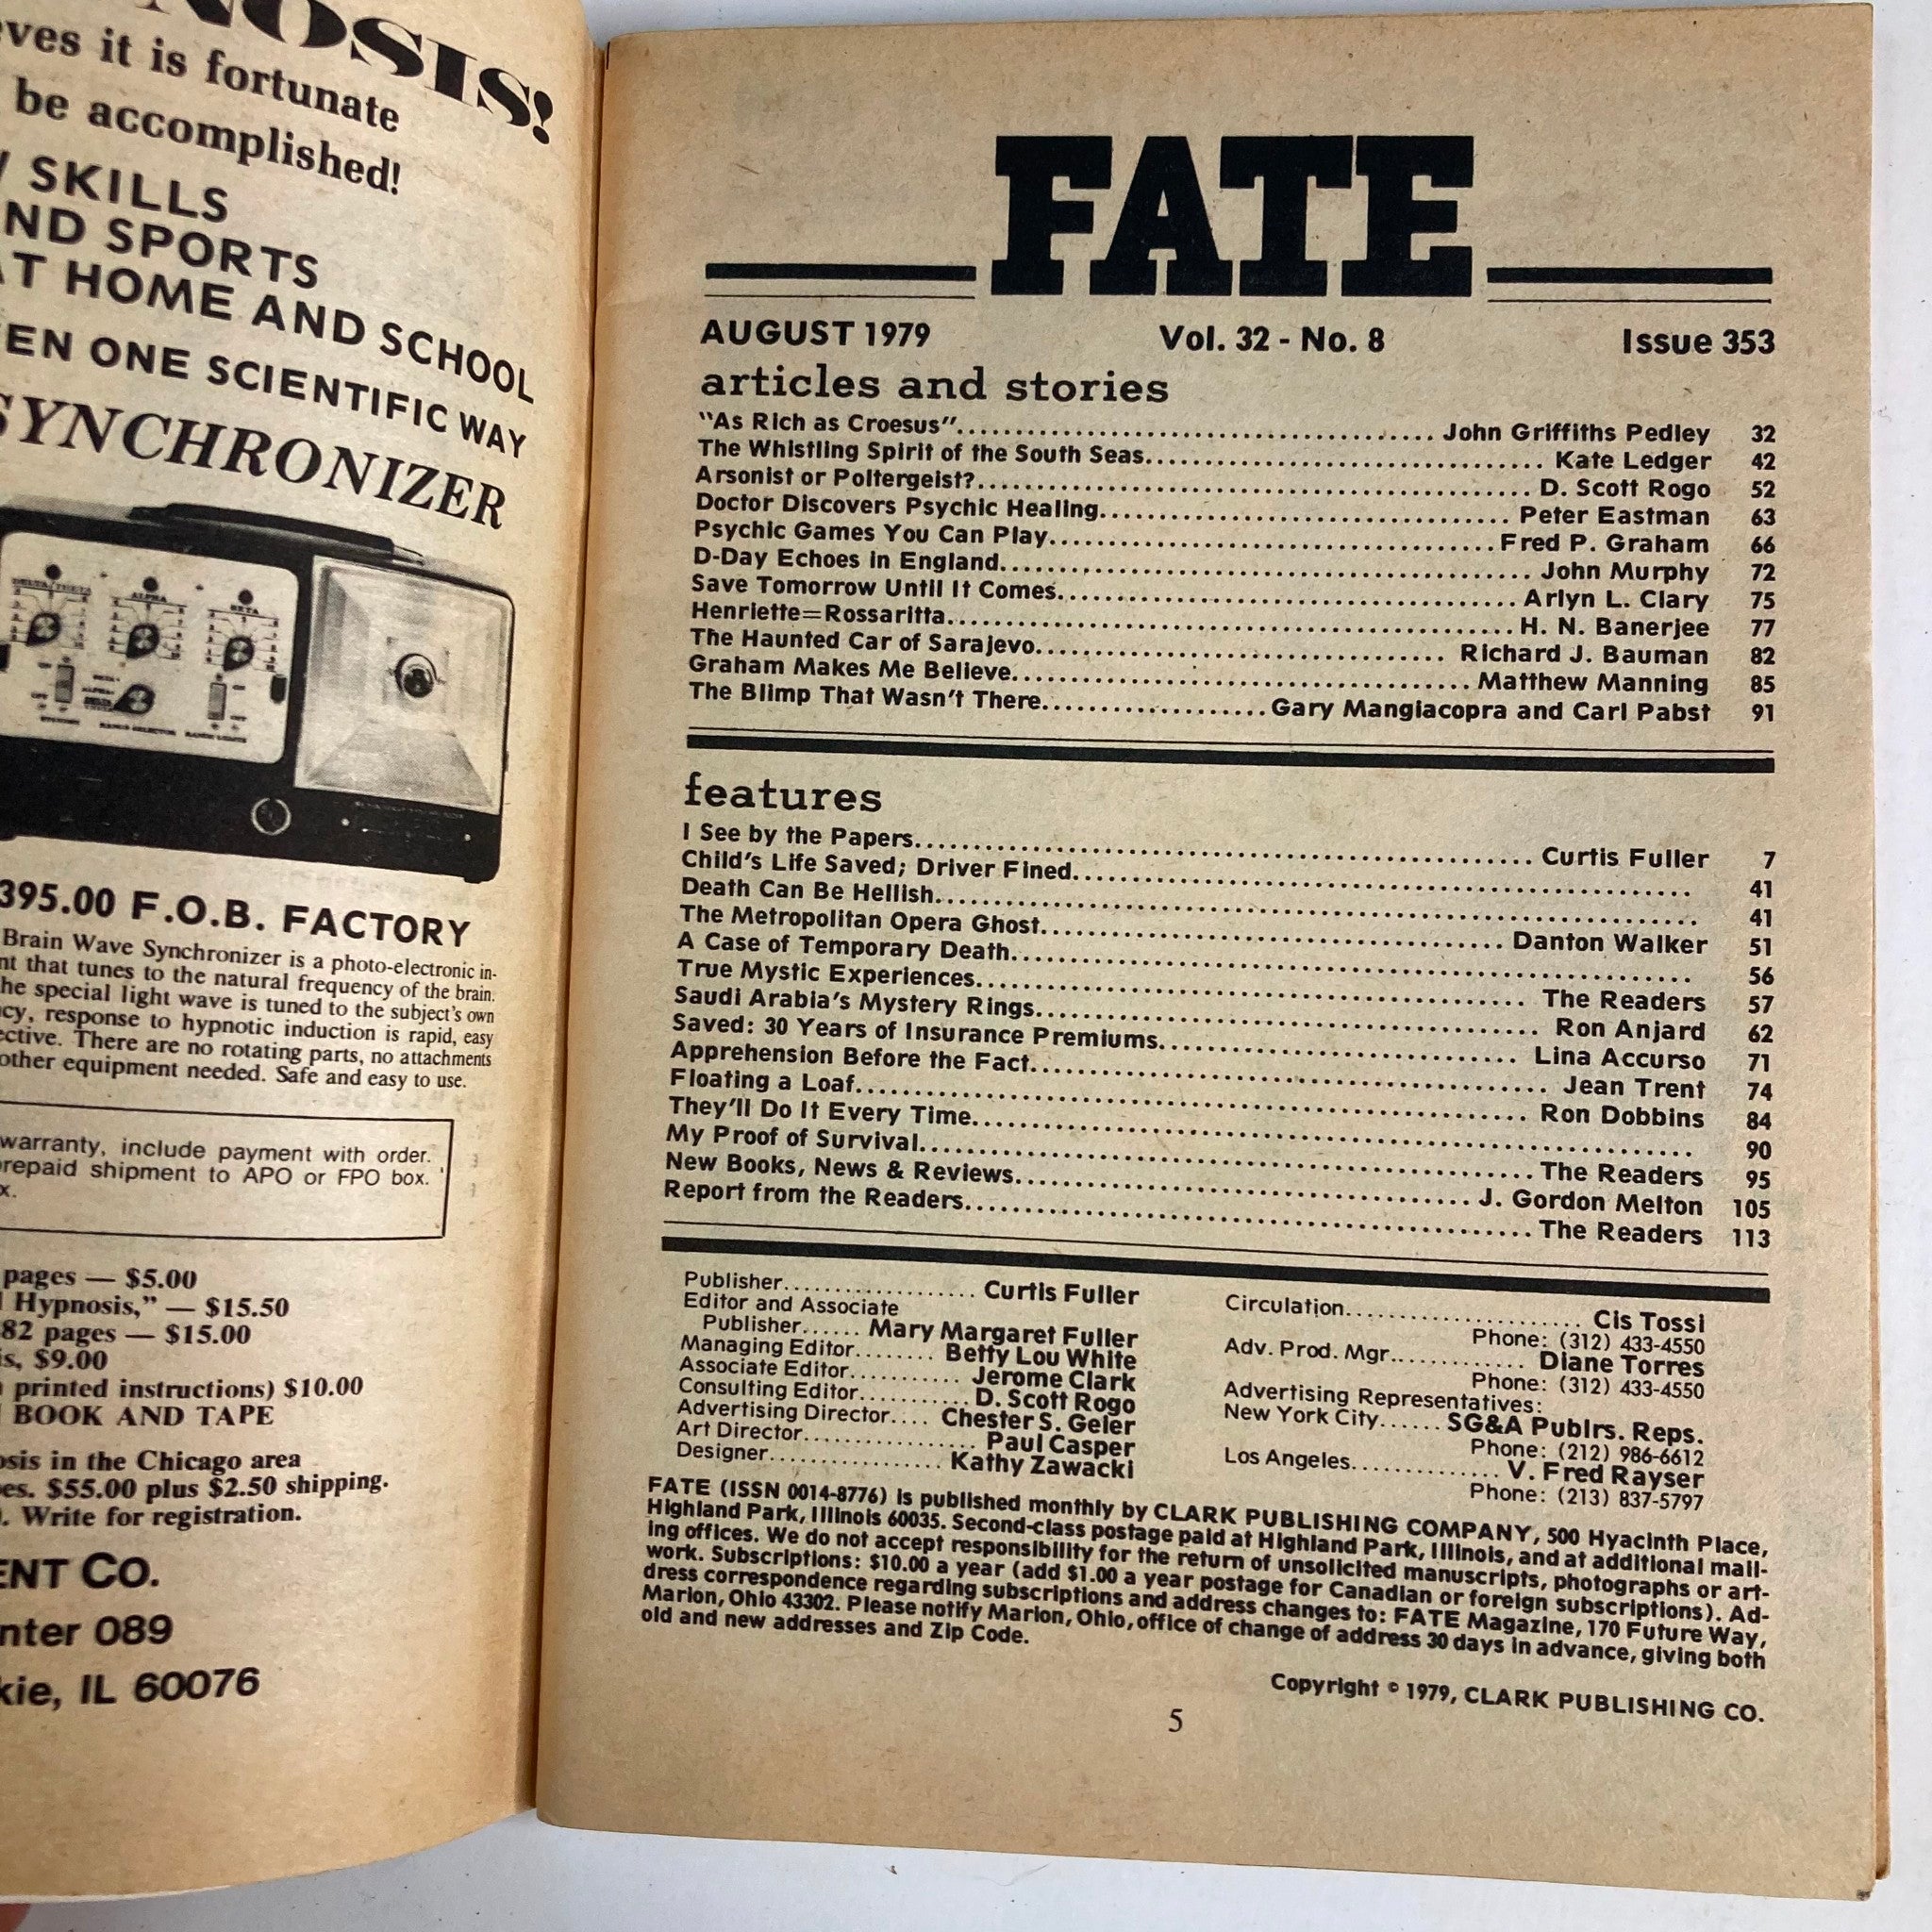 NOSIS!
ves it is fortunate
be accomplished!
SKILLS
ND SPORTS
AT HOME AND SCHOOL
EN ONE SCIENTIFIC WAY
SYNCHRONIZER
DELTA/THETA
ALPHA
BETA
395.00 F.O.B. FACTORY
Brain Wave Synchronizer is a photo-electronic in-
nt that tunes to the natural frequency of the brain.
he special light wave is tuned to the subject's own
cy, response to hypnotic induction is rapid, easy
ective. There are no rotating parts, no attachments
other equipment needed. Safe and easy to use.
warranty, include payment with order.
repaid shipment to APO or FPO box.
x.
pages — $5.00
Hypnosis," — $15.50
82 pages — $15.00
is, $9.00
printed instructions) $10.00
BOOK AND TAPE
osis in the Chicago area
es. $55.00 plus $2.50 shipping.
). Write for registration.
ENT CO.
nter 089
kie, IL 60076
FATE
AUGUST 1979 Vol. 32 - No. 8 Issue 353
articles and stories
"As Rich as Croesus"........ John Griffiths Pedley 32
The Whistling Spirit of the South Seas........ Kate Ledger 42
Arsonist or Poltergeist?........ D. Scott Rogo 52
Doctor Discovers Psychic Healing........ Peter Eastman 63
Psychic Games You Can Play........ Fred P. Graham 66
D-Day Echoes in England........ John Murphy 72
Save Tomorrow Until It Comes........ Arlyn L. Clary 75
Henriette=Rossaritta........ H. N. Banerjee 77
The Haunted Car of Sarajevo........ Richard J. Bauman 82
Graham Makes Me Believe........ Matthew Manning 85
The Blimp That Wasn't There........ Gary Mangiacopra and Carl Pabst 91
features
I See by the Papers........ Curtis Fuller 7
Child's Life Saved; Driver Fined........ 41
Death Can Be Hellish........ 41
The Metropolitan Opera Ghost........ Danton Walker 51
A Case of Temporary Death........ 56
True Mystic Experiences........ The Readers 57
Saudi Arabia's Mystery Rings........ Ron Anjard 62
Saved: 30 Years of Insurance Premiums........ Lina Accurso 71
Apprehension Before the Fact........ Jean Trent 74
Floating a Loaf........ Ron Dobbins 84
They'll Do It Every Time........ 90
My Proof of Survival........ The Readers 95
New Books, News & Reviews........ J. Gordon Melton 105
Report from the Readers........ The Readers 113
Publisher........ Curtis Fuller
Editor and Associate
Publisher...... Mary Margaret Fuller
Managing Editor........ Betty Lou White
Associate Editor........ Jerome Clark
Consulting Editor........ D. Scott Rogo
Advertising Director.... Chester S. Geler
Art Director........ Paul Casper
Designer........ Kathy Zawacki
Circulation........ Cis Tossi
Phone: (312) 433-4550
Adv. Prod. Mgr........ Diane Torres
Phone: (312) 433-4550
Advertising Representatives:
New York City...... SG&A Publrs. Reps.
Phone: (212) 986-6612
Los Angeles........ V. Fred Rayser
Phone: (213) 837-5797
FATE (ISSN 0014-8776) is published monthly by CLARK PUBLISHING COMPANY, 500 Hyacinth Place,
Highland Park, Illinois 60035. Second-class postage paid at Highland Park, Illinois, and at additional mail-
ing offices. We do not accept responsibility for the return of unsolicited manuscripts, photographs or art-
work. Subscriptions: $10.00 a year (add $1.00 a year postage for Canadian or foreign subscriptions). Ad-
dress correspondence regarding subscriptions and address changes to: FATE Magazine, 170 Future Way,
Marion, Ohio 43302. Please notify Marion, Ohio, office of change of address 30 days in advance, giving both
old and new addresses and Zip Code.
Copyright © 1979, CLARK PUBLISHING CO.
5